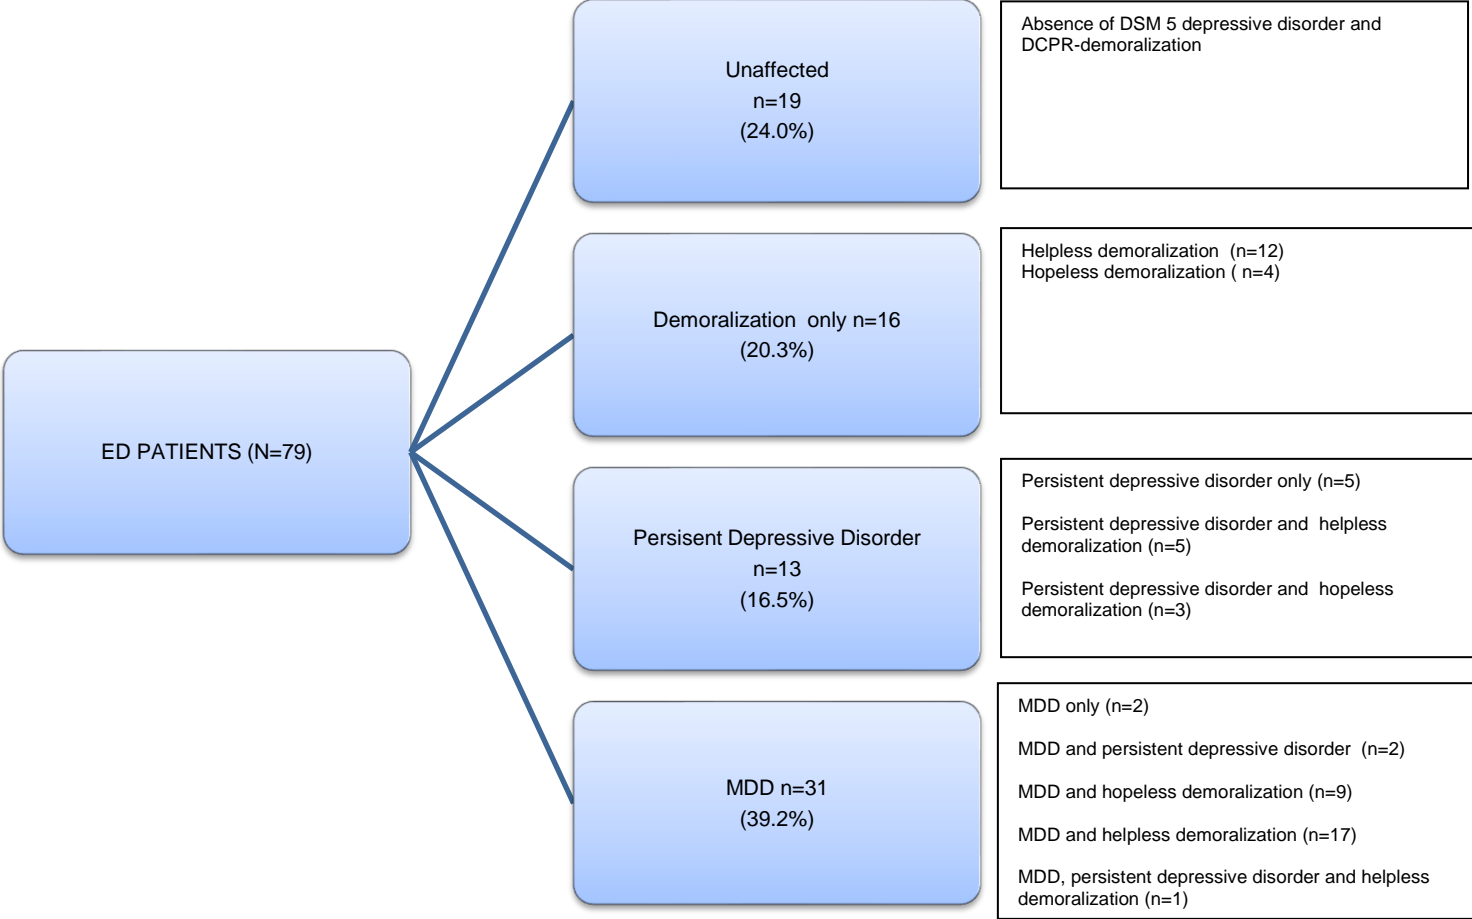 Unaffected
n=19
(24.0%)
Absence of DSM 5 depressive disorder and
DCPR-demoralization
Demoralization only n=16
(20.3%)
Helpless demoralization (n=12)
Hopeless demoralization ( n=4)
ED PATIENTS (N=79)
Persisent Depressive Disorder
n=13
(16.5%)
Persistent depressive disorder only (n=5)
Persistent depressive disorder and helpless
demoralization (n=5)
Persistent depressive disorder and hopeless
demoralization (n=3)
MDD n=31
(39.2%)
MDD only (n=2)
MDD and persistent depressive disorder (n=2)
MDD and hopeless demoralization (n=9)
MDD and helpless demoralization (n=17)
MDD, persistent depressive disorder and helpless
demoralization (n=1)